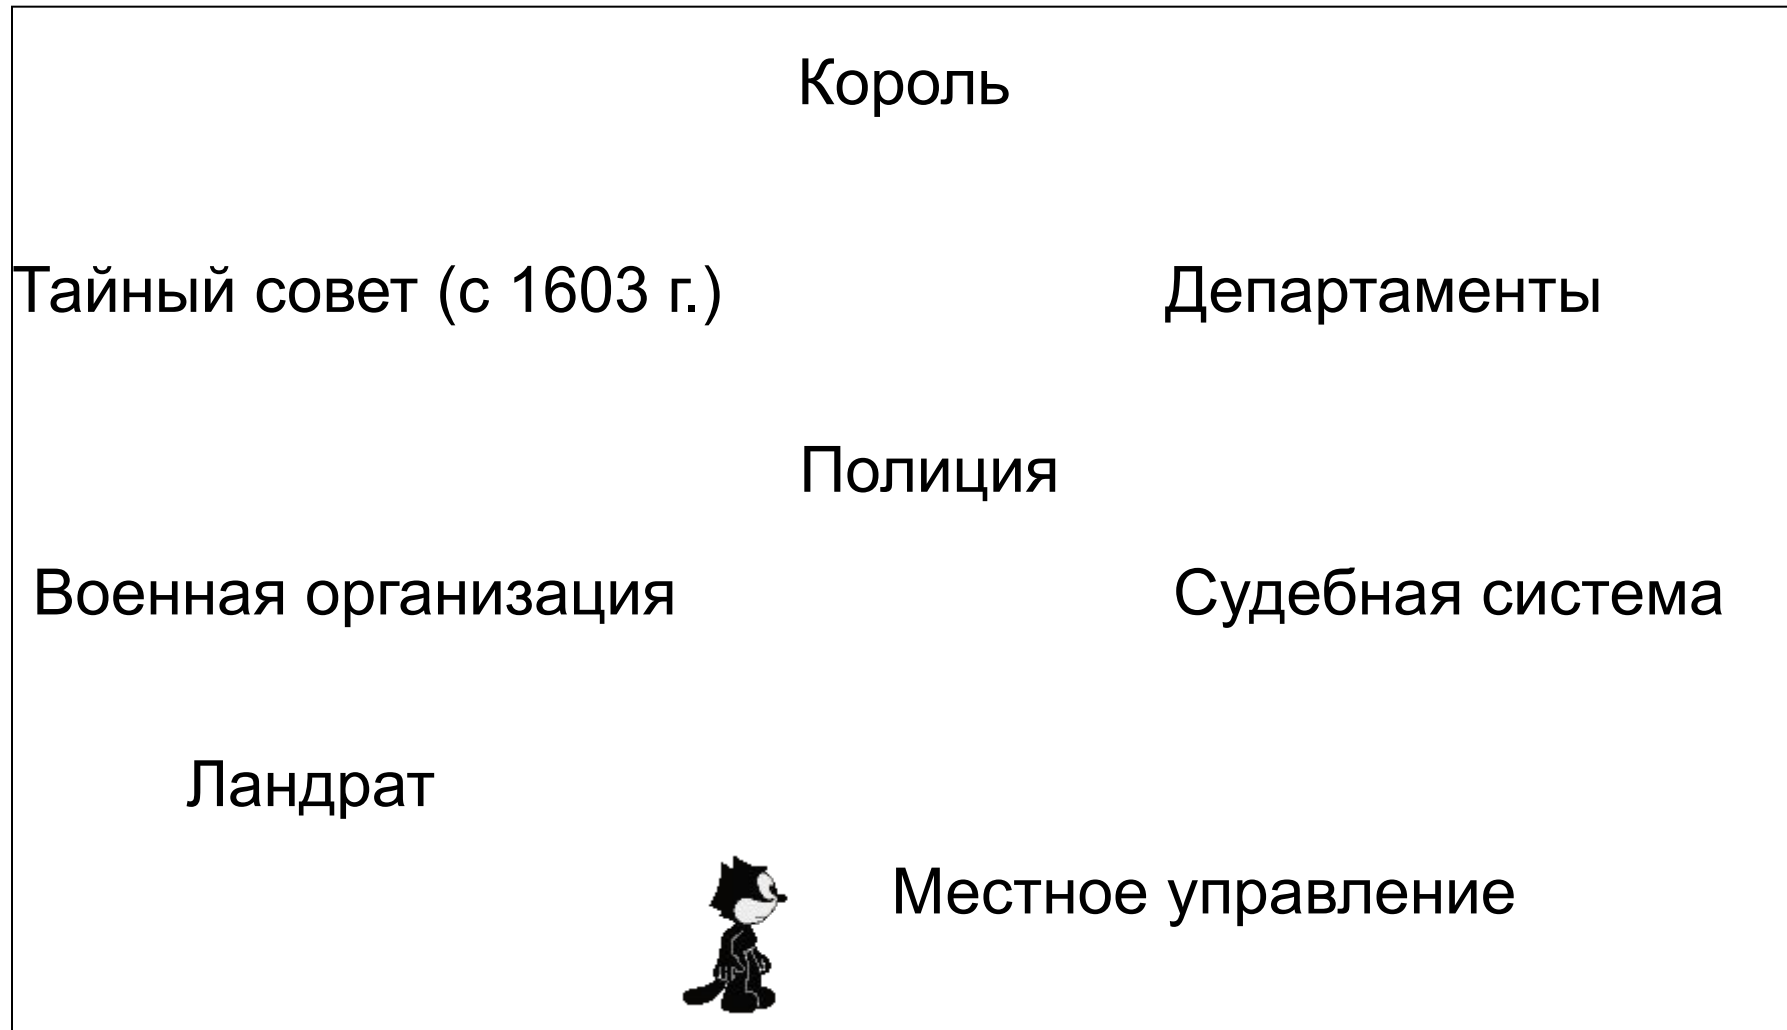 Король
Тайный совет (с 1603 г.)
Департаменты
Полиция
Военная организация
Судебная система
Ландрат
Местное управление